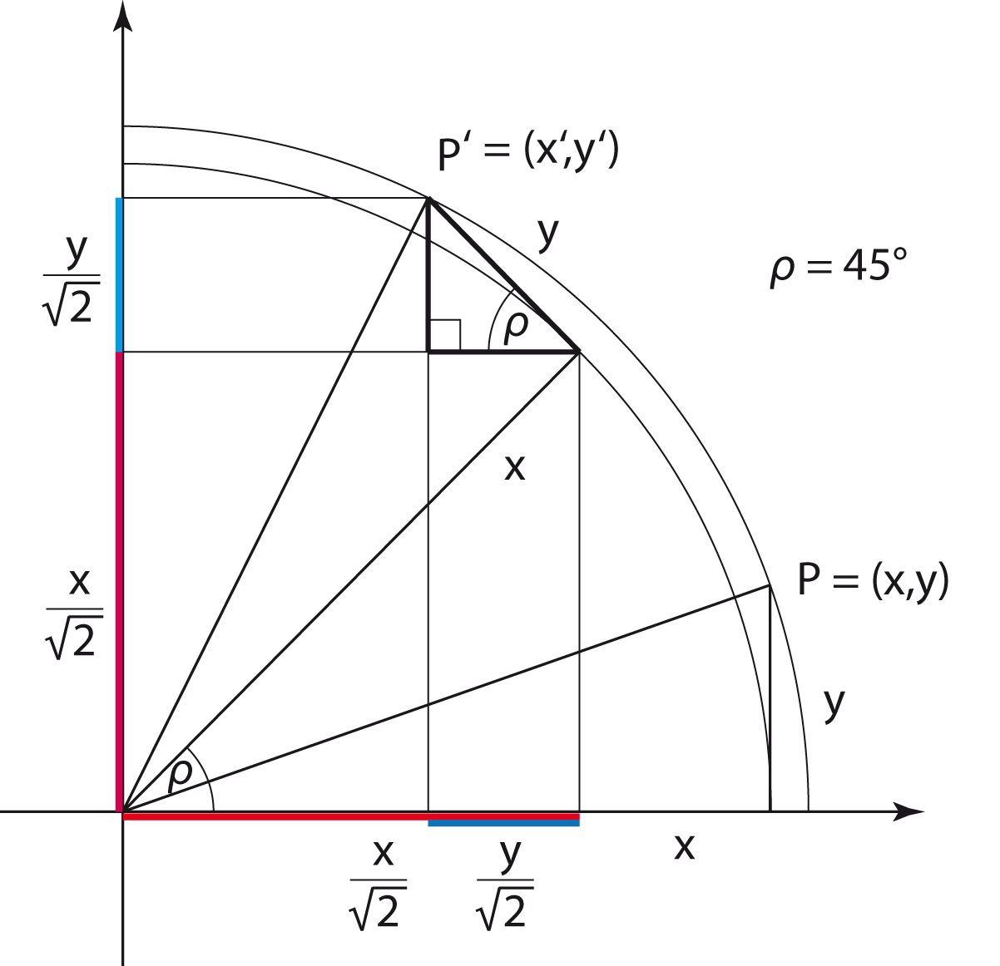 P‘ = (x‘,y‘)
y
ρ = 45°
y
√2
ρ
x
P = (x,y)
x
√2
y
ρ
x
√2
y
√2
x